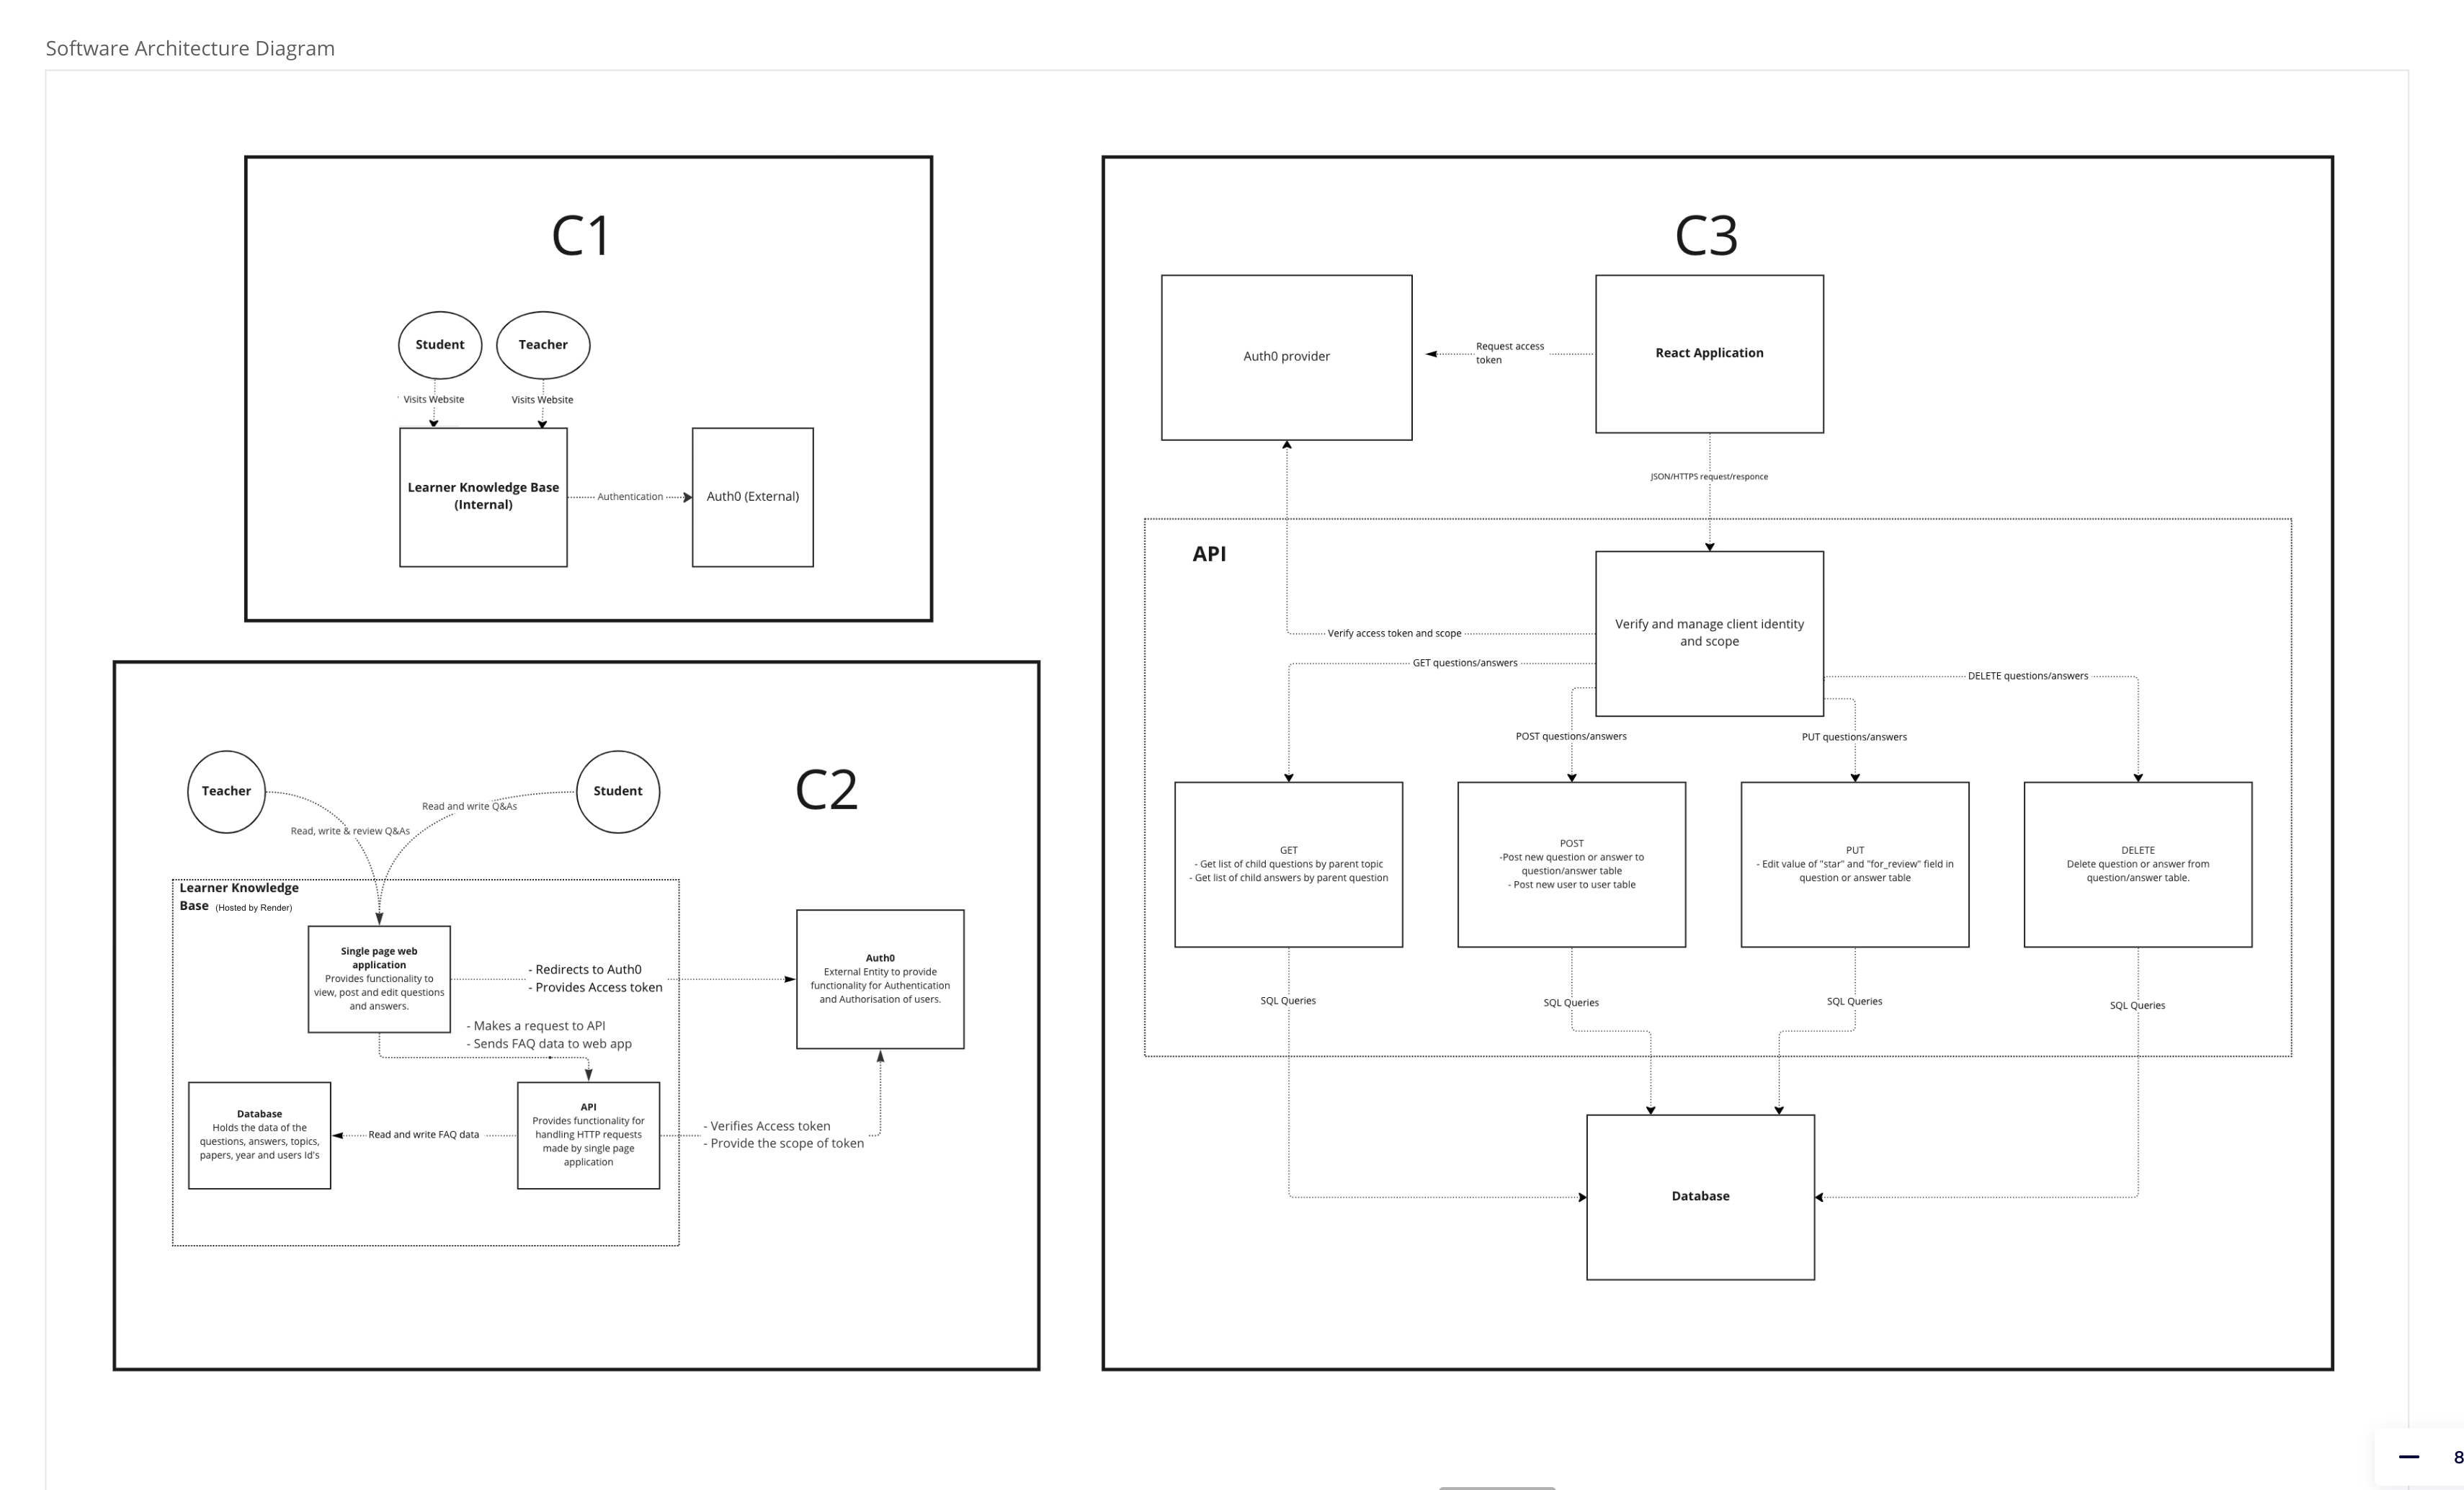 Software Architecture Diagram
C1
Student
Teacher
Visits Website
Visits Website
Learner Knowledge Base
(Internal)
Authentication
Auth0 (External)
C2
Teacher
Student
Read and write Q&As
Read, write & review Q&As
Learner Knowledge
Base (Hosted by Render)
Single page web
application
Provides functionality to
view, post and edit questions
and answers.
- Redirects to Auth0
- Provides Access token
Auth0
External Entity to provide
functionality for Authentication
and Authorisation of users.
- Makes a request to API
- Sends FAQ data to web app
Database
Holds the data of the
questions, answers, topics,
papers, year and users Id's
Read and write FAQ data
API
Provides functionality for
handling HTTP requests
made by single page
application
- Verifies Access token
- Provide the scope of token
C3
Auth0 provider
Request access
token
React Application
JSON/HTTPS request/responce
API
Verify and manage client identity
and scope
Verify access token and scope
GET questions/answers
DELETE questions/answers
POST questions/answers
PUT questions/answers
GET
- Get list of child questions by parent topic
- Get list of child answers by parent question
POST
-Post new question or answer to
question/answer table
- Post new user to user table
PUT
- Edit value of "star" and "for_review" field in
question or answer table
DELETE
Delete question or answer from
question/answer table.
SQL Queries
SQL Queries
SQL Queries
SQL Queries
Database
8